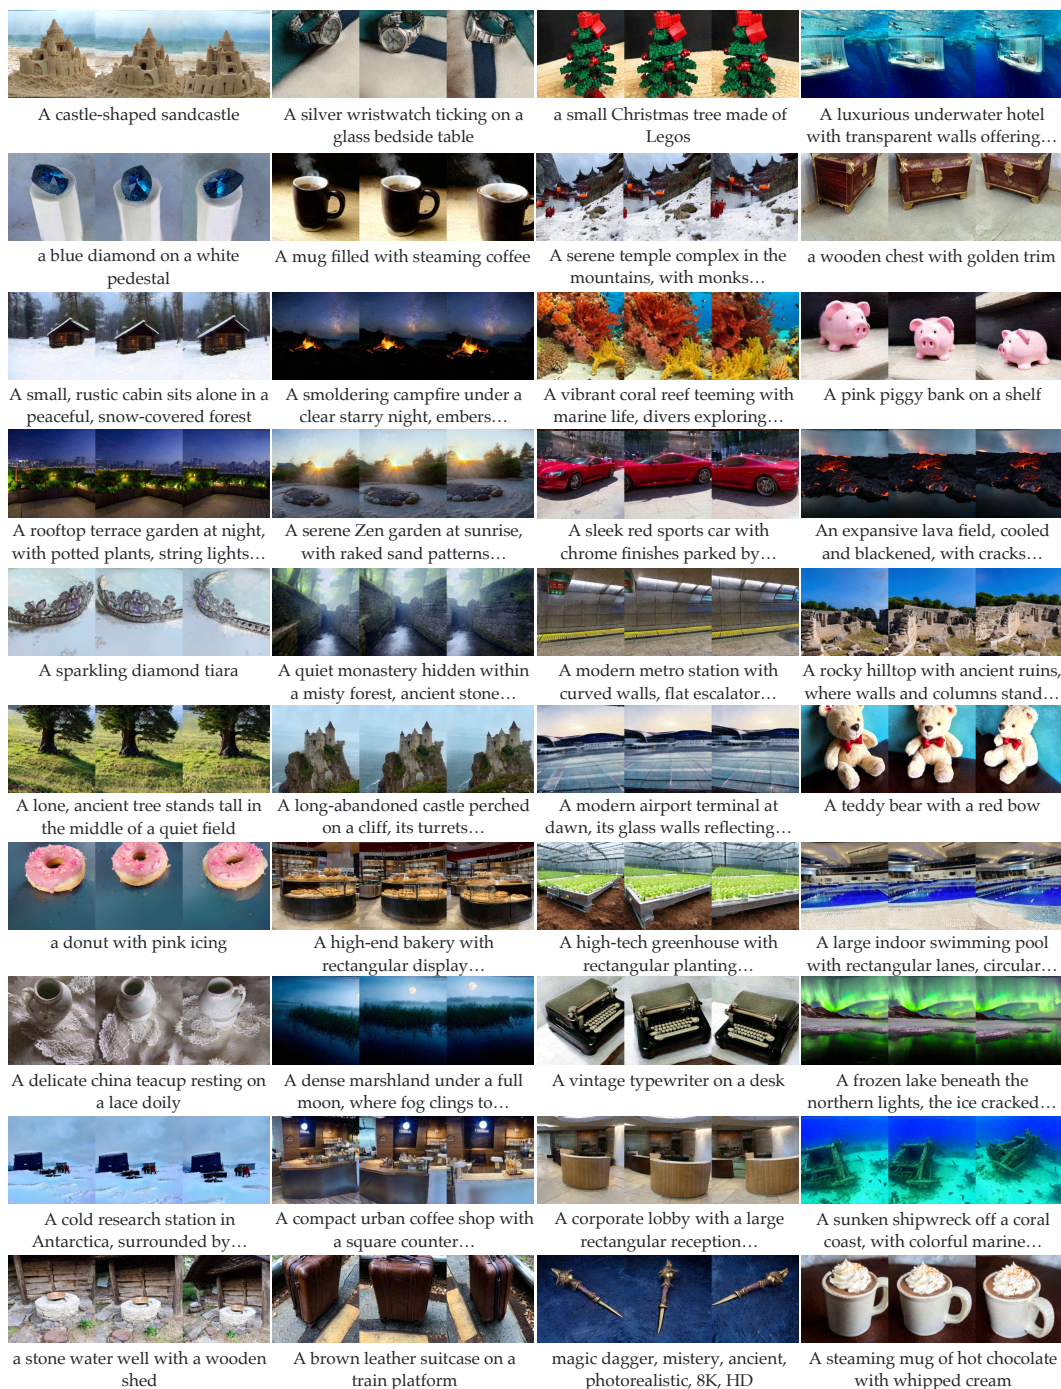 A castle-shaped sandcastle
A silver wristwatch ticking on a
glass bedside table
a small Christmas tree made of
Legos
A luxurious underwater hotel
with transparent walls offering…
a blue diamond on a white
pedestal
A mug filled with steaming coffee
A serene temple complex in the
mountains, with monks…
a wooden chest with golden trim
A small, rustic cabin sits alone in a
peaceful, snow-covered forest
A smoldering campfire under a
clear starry night, embers…
A vibrant coral reef teeming with
marine life, divers exploring…
A pink piggy bank on a shelf
A rooftop terrace garden at night,
with potted plants, string lights…
A serene Zen garden at sunrise,
with raked sand patterns…
A sleek red sports car with
chrome finishes parked by…
An expansive lava field, cooled
and blackened, with cracks…
A sparkling diamond tiara
A quiet monastery hidden within
a misty forest, ancient stone…
A modern metro station with
curved walls, flat escalator…
A rocky hilltop with ancient ruins,
where walls and columns stand…
A lone, ancient tree stands tall in
the middle of a quiet field
A long-abandoned castle perched
on a cliff, its turrets…
A modern airport terminal at
dawn, its glass walls reflecting…
A teddy bear with a red bow
a donut with pink icing
A high-end bakery with
rectangular display…
A high-tech greenhouse with
rectangular planting…
A large indoor swimming pool
with rectangular lanes, circular…
A delicate china teacup resting on
a lace doily
A dense marshland under a full
moon, where fog clings to…
A vintage typewriter on a desk
A frozen lake beneath the
northern lights, the ice cracked…
A cold research station in
Antarctica, surrounded by…
A compact urban coffee shop with
a square counter…
A corporate lobby with a large
rectangular reception…
A sunken shipwreck off a coral
coast, with colorful marine…
a stone water well with a wooden
shed
A brown leather suitcase on a
train platform
magic dagger, mistery, ancient,
photorealistic, 8K, HD
A steaming mug of hot chocolate
with whipped cream